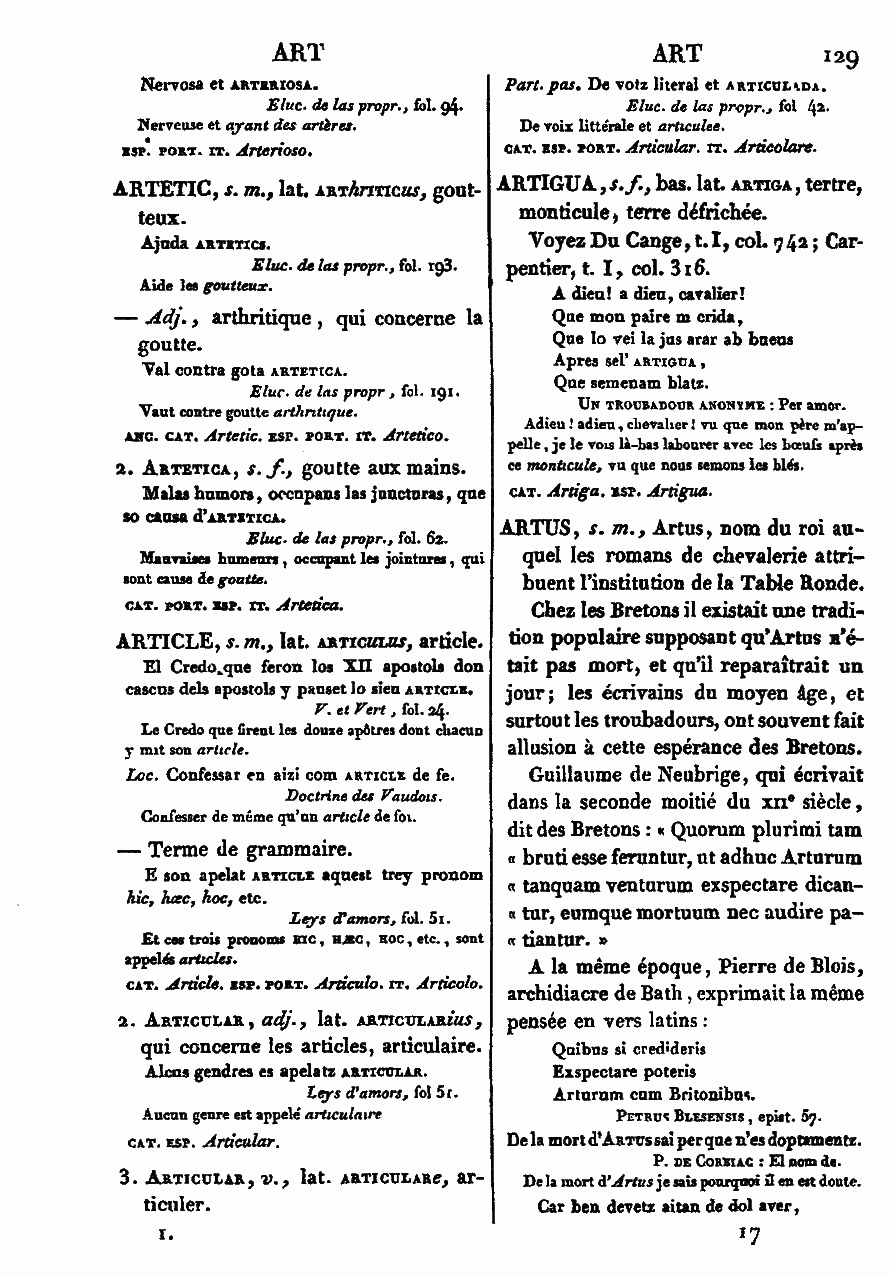 ART
Nervosa et ARTERIOSA.
Eluc. de las propr., fol. 94.
Nerveuse et ayant des artères.
ESP. PORT. IT. Arterioso.
ARTETIC, s. m., lat. ARThriTICus, gout-
teux.
Ajuda ARTETICS.
Eluc. de las propr., fol. 193.
Aide les goutteux.
— Adj., arthritique, qui concerne la
goutte.
Val contra gota ARTETICA.
Eluc. de las propr, fol. 191.
Vaut contre goutte arthritique.
ANC. CAT. Artetic. ESP. PORT. IT. Artetico.
2. ARTETICA, s. f., goutte aux mains.
Malas humors, occupans las juncturas, que
so causa d'ARTETICA.
Eluc. de las propr., fol. 62.
Mauvaises humeurs, occupant les jointures, qui
sont cause de goutte.
CAT. PORT. ESP. IT. Artetica.
ARTICLE, s. m., lat. ARTICuLus, article.
El Credo que feron los XII apostols don
cascus dels apostols y pauset lo sieu ARTICLE.
V. et Vert, fol. 24.
Le Credo que firent les douze apôtres dont chacun
y mit son article.
Loc. Confessar en aizi com ARTICLE de fe.
Doctrine des Vaudois.
Confesser de même qu'un article de foi.
— Terme de grammaire.
E son apelat ARTICLE aquest trey pronom
hic, hæc, hoc, etc.
Leys d'amors, fol. 51.
Et ces trois pronoms HIC, HÆC, HOC, etc., sont
appelés articles.
CAT. Article. ESP. PORT. Articulo. IT. Articolo.
2. ARTICULAR, adj., lat. ARTICULARius,
qui concerne les articles, articulaire.
Alcus gendres es apelatz ARTICULAR.
Leys d'amors, fol 51.
Aucun genre est appelé articulaire
CAT. ESP. Articular.
3. ARTICULAR, v., lat. ARTICULARe, ar-
ticuler.
I.
ART 129
Part. pas. De votz literal et ARTICULADA.
Eluc. de las propr., fol 42.
De voix littérale et articulée.
CAT. ESP. PORT. Articular. IT. Articolare.
ARTIGUA, s. f., bas. lat. ARTIGA, tertre,
monticule, terre défrichée.
Voyez Du Cange, t. I, col. 742; Car-
pentier, t. I, col. 316.
A dieu! a dieu, cavalier!
Que mon paire m crida,
Que lo vei la jus arar ab bueus
Apres sel' ARTIGUA,
Que semenam blatz.
UN TROUBADOUR ANONYME : Per amor.
Adieu ! adieu, chevalier ! vu que mon père m'ap-
pelle, je le vois là-bas labourer avec les bœufs après
ce monticule, vu que nous semons les blés.
CAT. Artiga. ESP. Artigua.
ARTUS, s. m., Artus, nom du roi au-
quel les romans de chevalerie attri-
buent l'institution de la Table Ronde.
Chez les Bretons il existait une tradi-
tion populaire supposant qu'Artus n'é-
tait pas mort, et qu'il reparaîtrait un
jour; les écrivains du moyen âge, et
surtout les troubadours, ont souvent fait
allusion à cette espérance des Bretons.
Guillaume de Neubrige, qui écrivait
dans la seconde moitié du XIIe siècle,
dit des Bretons : « Quorum plurimi tam
« bruti esse feruntur, ut adhuc Arturum
« tanquam venturum exspectare dican-
« tur, eumque mortuum nec audire pa-
« tiantur. »
A la même époque, Pierre de Blois,
archidiacre de Bath, exprimait la même
pensée en vers latins :
Quibus si credideris
Exspectare poteris
Arturum cum Britonibus.
PETRUS BLESENSIS, epist. 57.
De la mort d'ARTUS sai per que n'es doptamentz.
P. DE CORBIAC : El nom de.
De la mort d'Artus je sais pourquoi il en est doute.
Car ben devetz aitan de dol aver,
17